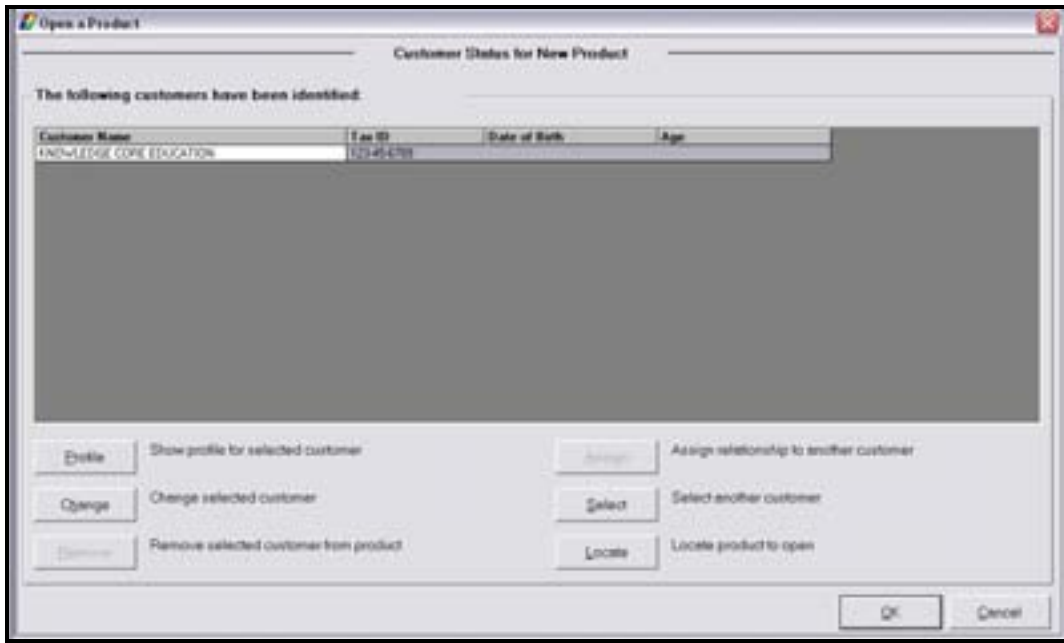 Open a Product
Customer Status for New Product
The following customers have been identified:
Customer Name Tax ID Date of Birth Age
KNOWLEDGE CORE EDUCATION 123-45-6789
Profile Show profile for selected customer Assign Assign relationship to another customer
Change Change selected customer Select Select another customer
Remove Remove selected customer from product Locate Locate product to open
OK Cancel